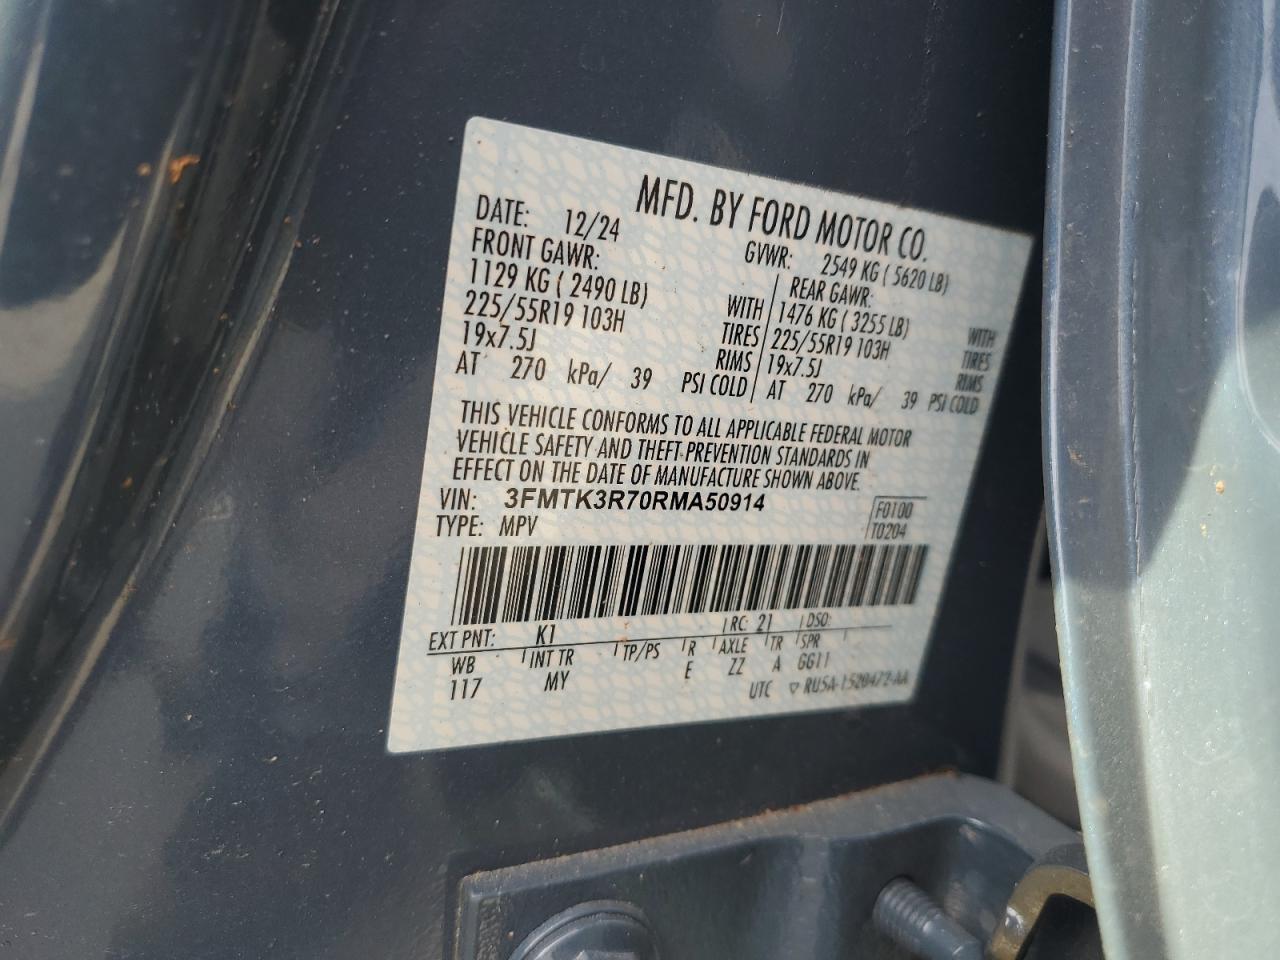 MFD. BY FORD MOTOR CO.
DATE: 12/24 GVWR: 2549 KG ( 5620 LB)
FRONT GAWR: REAR GAWR:
1129 KG ( 2490 LB) WITH 1476 KG ( 3255 LB) WITH
225/55R19 103H TIRES 225/55R19 103H TIRES
19x7.5J RIMS 19x7.5J RIMS
AT 270 kPa/ 39 PSI COLD AT 270 kPa/ 39 PSI COLD
THIS VEHICLE CONFORMS TO ALL APPLICABLE FEDERAL MOTOR
VEHICLE SAFETY AND THEFT-PREVENTION STANDARDS IN
EFFECT ON THE DATE OF MANUFACTURE SHOWN ABOVE.
VIN: 3FMTK3R70RMA50914 F0100
TYPE: MPV T0204
EXT PNT: K1 RC: 21 DSO:
WB INT TR TP/PS R AXLE TR SPR
117 MY E ZZ A GG11
UTC ▽ RU5A-1520472-AA